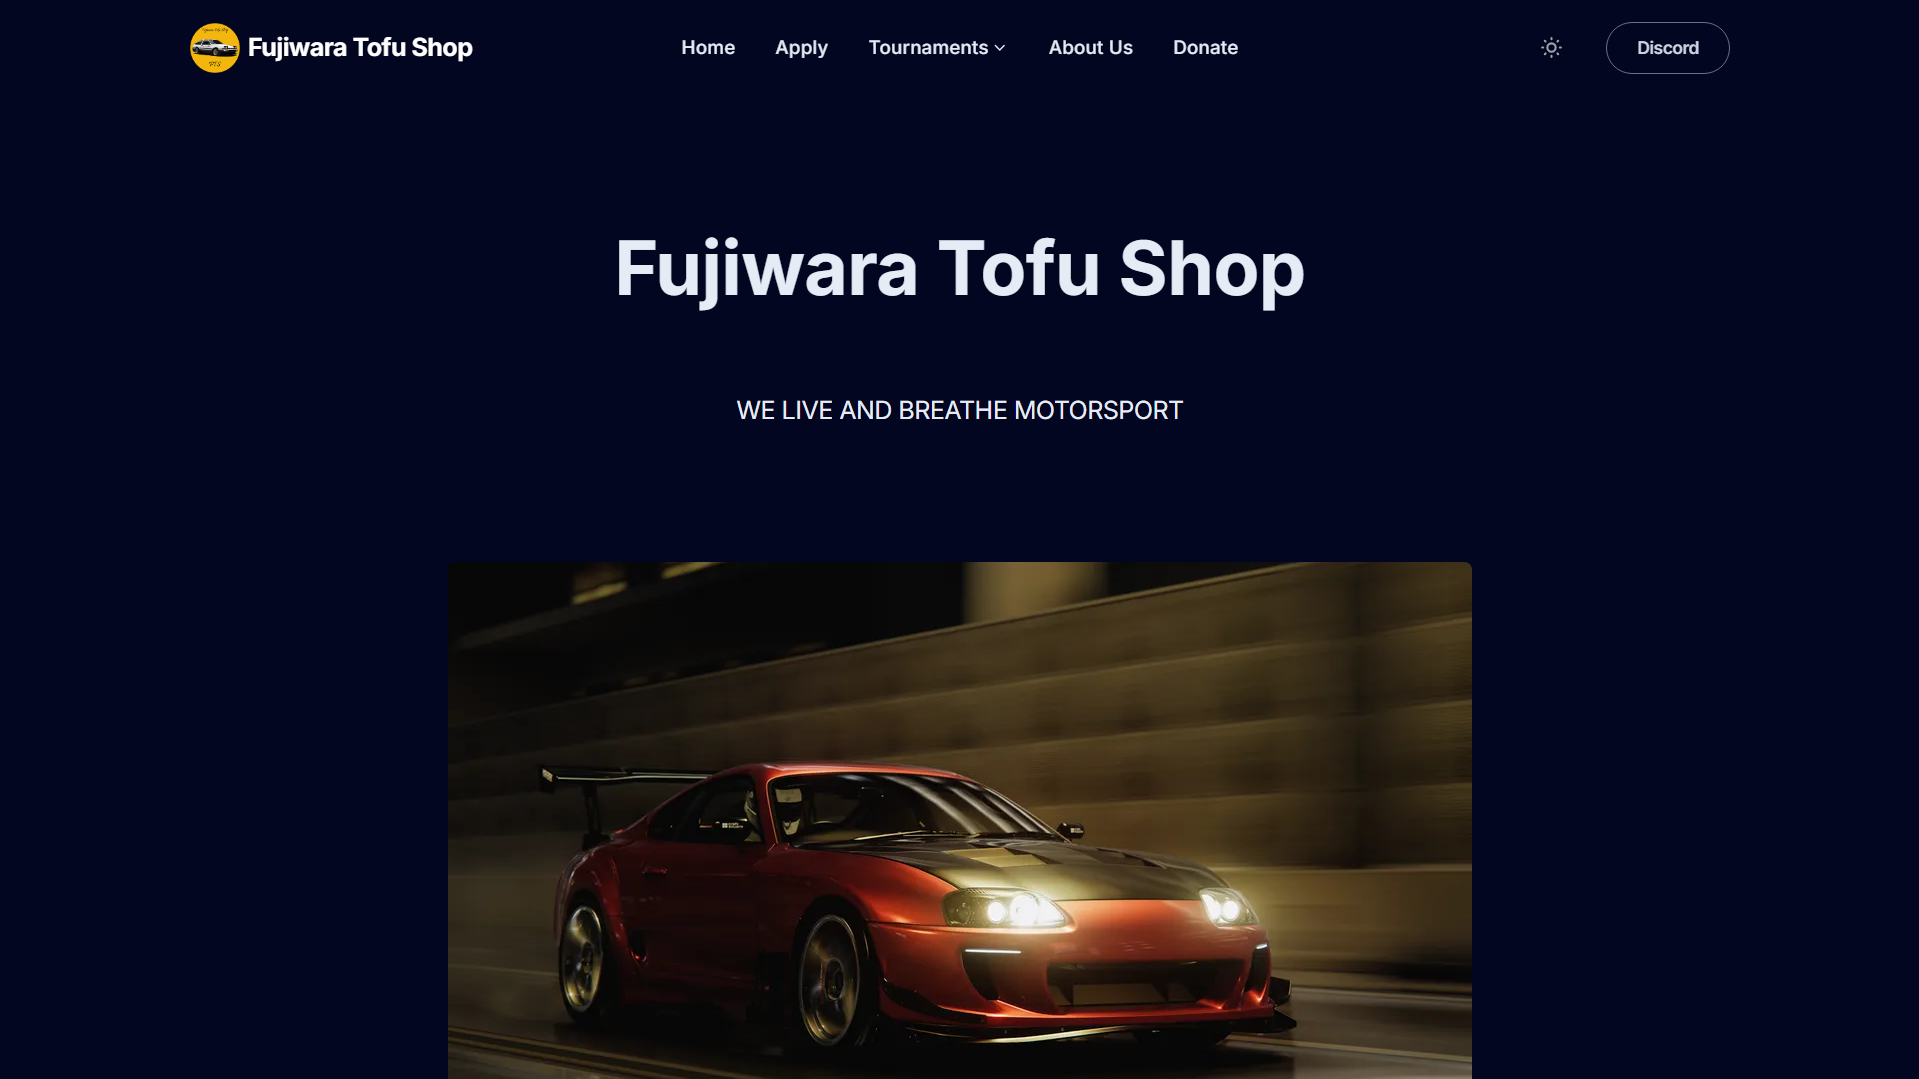 Fujiwara Tofu Shop
Home
Apply
Tournaments
About Us
Donate
Discord
Fujiwara Tofu Shop
WE LIVE AND BREATHE MOTORSPORT